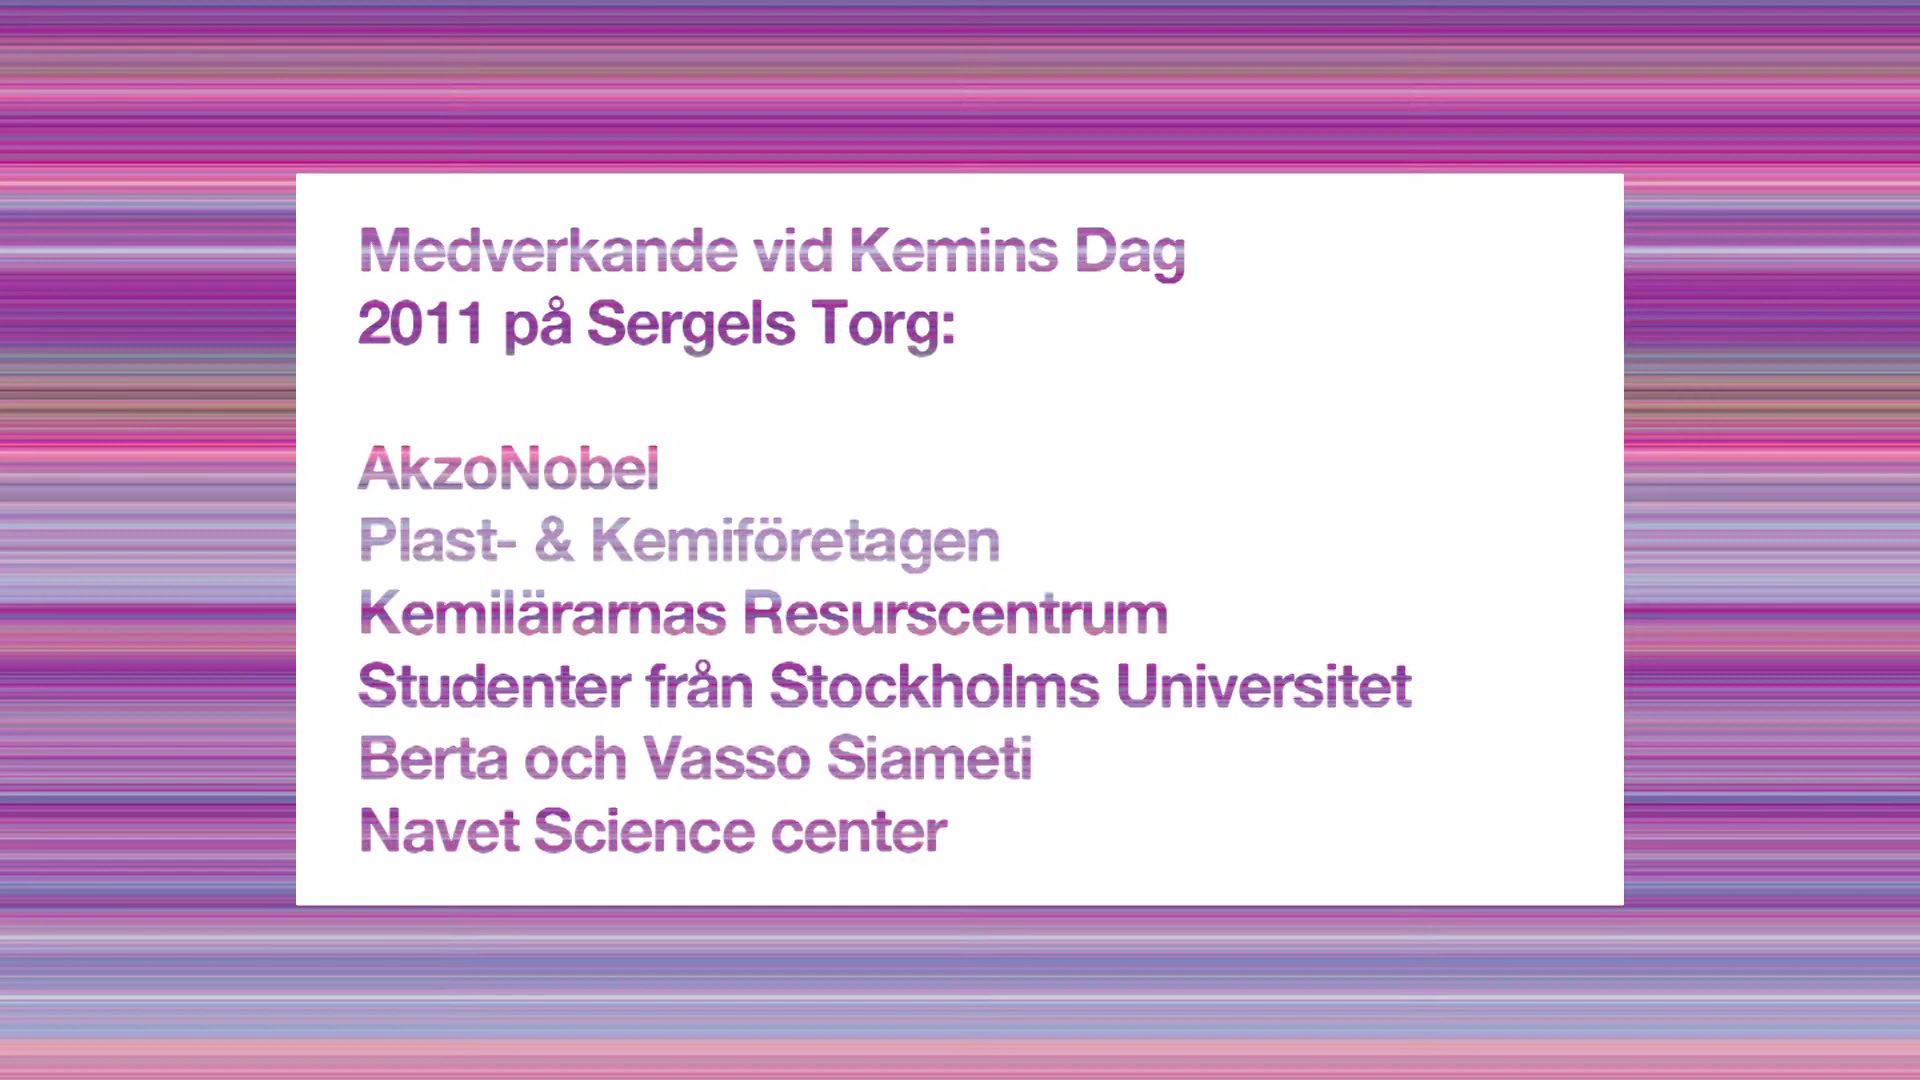 Medverkande vid Kemins Dag
2011 på Sergels Torg:
AkzoNobel
Plast- & Kemiföretagen
Kemilärarnas Resurscentrum
Studenter från Stockholms Universitet
Berta och Vasso Siameti
Navet Science center